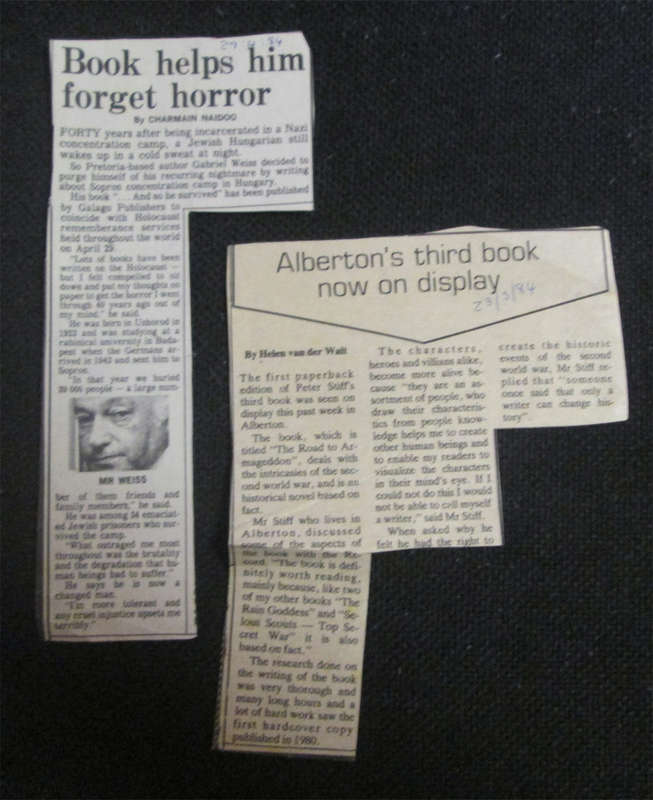 Book helps him
forget horror
By CHARMAIN NAIDOO
FORTY years after being incarcerated in a Nazi
concentration camp, a Jewish Hungarian still
wakes up in a cold sweat at night.
So Pretoria-based author Gabriel Weiss decided to
purge himself of his recurring nightmare by writing
about Sopron concentration camp in Hungary.
His book "... And so he survived" has been published
by Galago Publishers to
coincide with Holocaust
rememberance services
held throughout the world
on April 29.
"Lots of books have been
written on the Holocaust —
but I felt compelled to sit
down and put my thoughts on
paper to get the horror I went
through 40 years ago out of
my mind," he said.
He was born in in
and was studying at a
rabinical university in Buda-
pest when the Germans ar-
rived in 1943 and sent him to
Sopron.
"In that year we buried
000 people — a large num-
MR WEISS
ber of them friends and
family members," he said.
He was among 54 emaciat-
ed Jewish prisoners who sur-
vived the camp.
"What outraged me most
throughout was the brutality
and the degradation that hu-
man beings had to suffer."
He says he is now a
changed man.
"I'm more tolerant and
any cruel injustice upsets me
terribly."
Alberton's third book
now on display
23/3/84
By Helen van der Walt
The first paperback
edition of Peter Stiff's
third book was seen on
display this past week in
Alberton.
The book, which is
titled "The Road to Ar-
mageddon", deals with
the intricasies of the sec-
ond world war, and is an
historical novel based on
fact.
Mr Stiff who lives in
Alberton, discussed
some of the aspects of
the book with the Re-
cord. "The book is defi-
nitely worth reading,
mainly because, like two
of my other books "The
Rain Goddess" and "Se-
lous Scouts — Top Se-
cret War" it is also
based on fact."
The research done on
the writing of the book
was very thorough and
many long hours and a
lot of hard work saw the
first hardcover copy
published in 1980.
The characters,
heroes and villians alike,
become more alive be-
cause "they are an as-
sortment of people, who
draw their characteris-
tics from people know-
ledge helps me to create
other human beings and
to enable my readers to
visualize the characters
in their mind's eye. If I
could not do this I would
not be able to call myself
a writer," said Mr Stiff.
When asked why he
felt he had the right to
create the historic
events of the second
world war, Mr Stiff re-
plied that "someone
once said that only a
writer can change his-
tory".